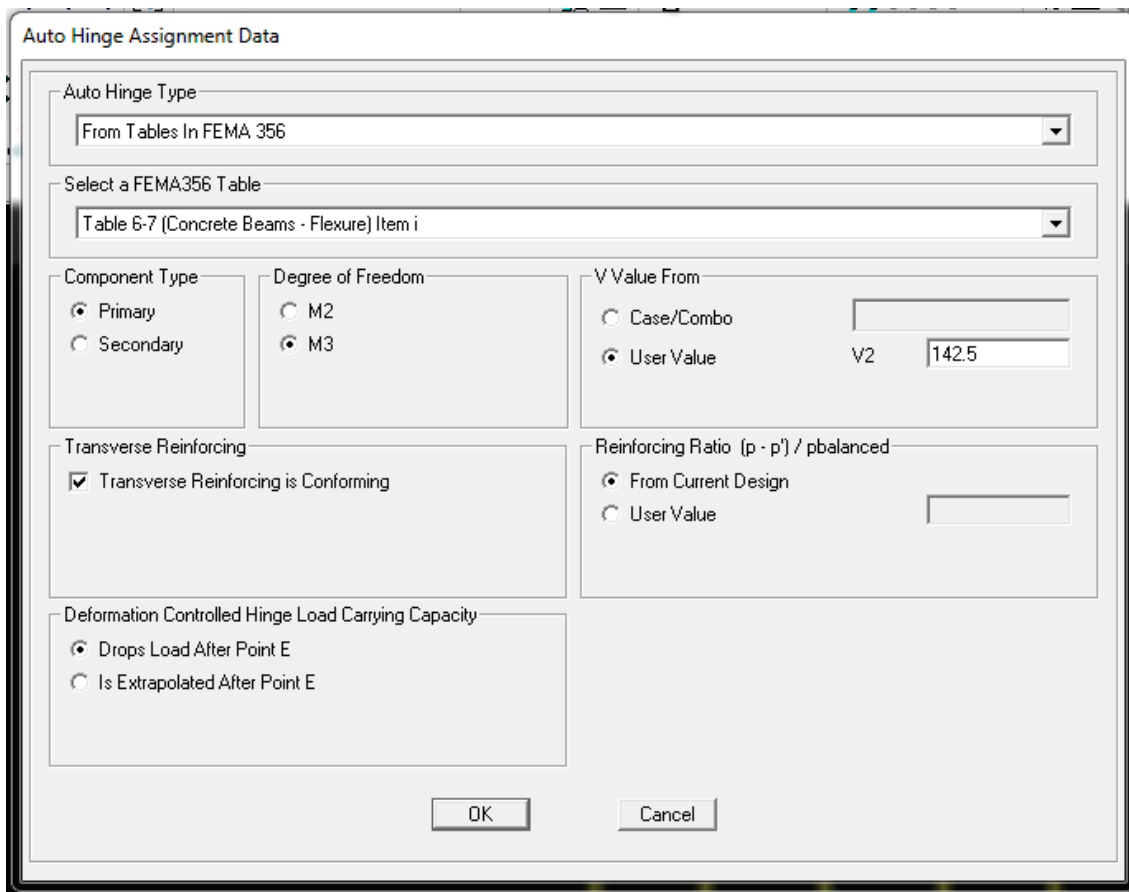 Auto Hinge Assignment Data
Auto Hinge Type
From Tables In FEMA 356
Select a FEMA356 Table
Table 6-7 (Concrete Beams - Flexure) Item i
Component Type
Primary
Secondary
Degree of Freedom
M2
M3
V Value From
Case/Combo
User Value V2 142.5
Transverse Reinforcing
Transverse Reinforcing is Conforming
Reinforcing Ratio (p - p') / pbalanced
From Current Design
User Value
Deformation Controlled Hinge Load Carrying Capacity
Drops Load After Point E
Is Extrapolated After Point E
OK Cancel